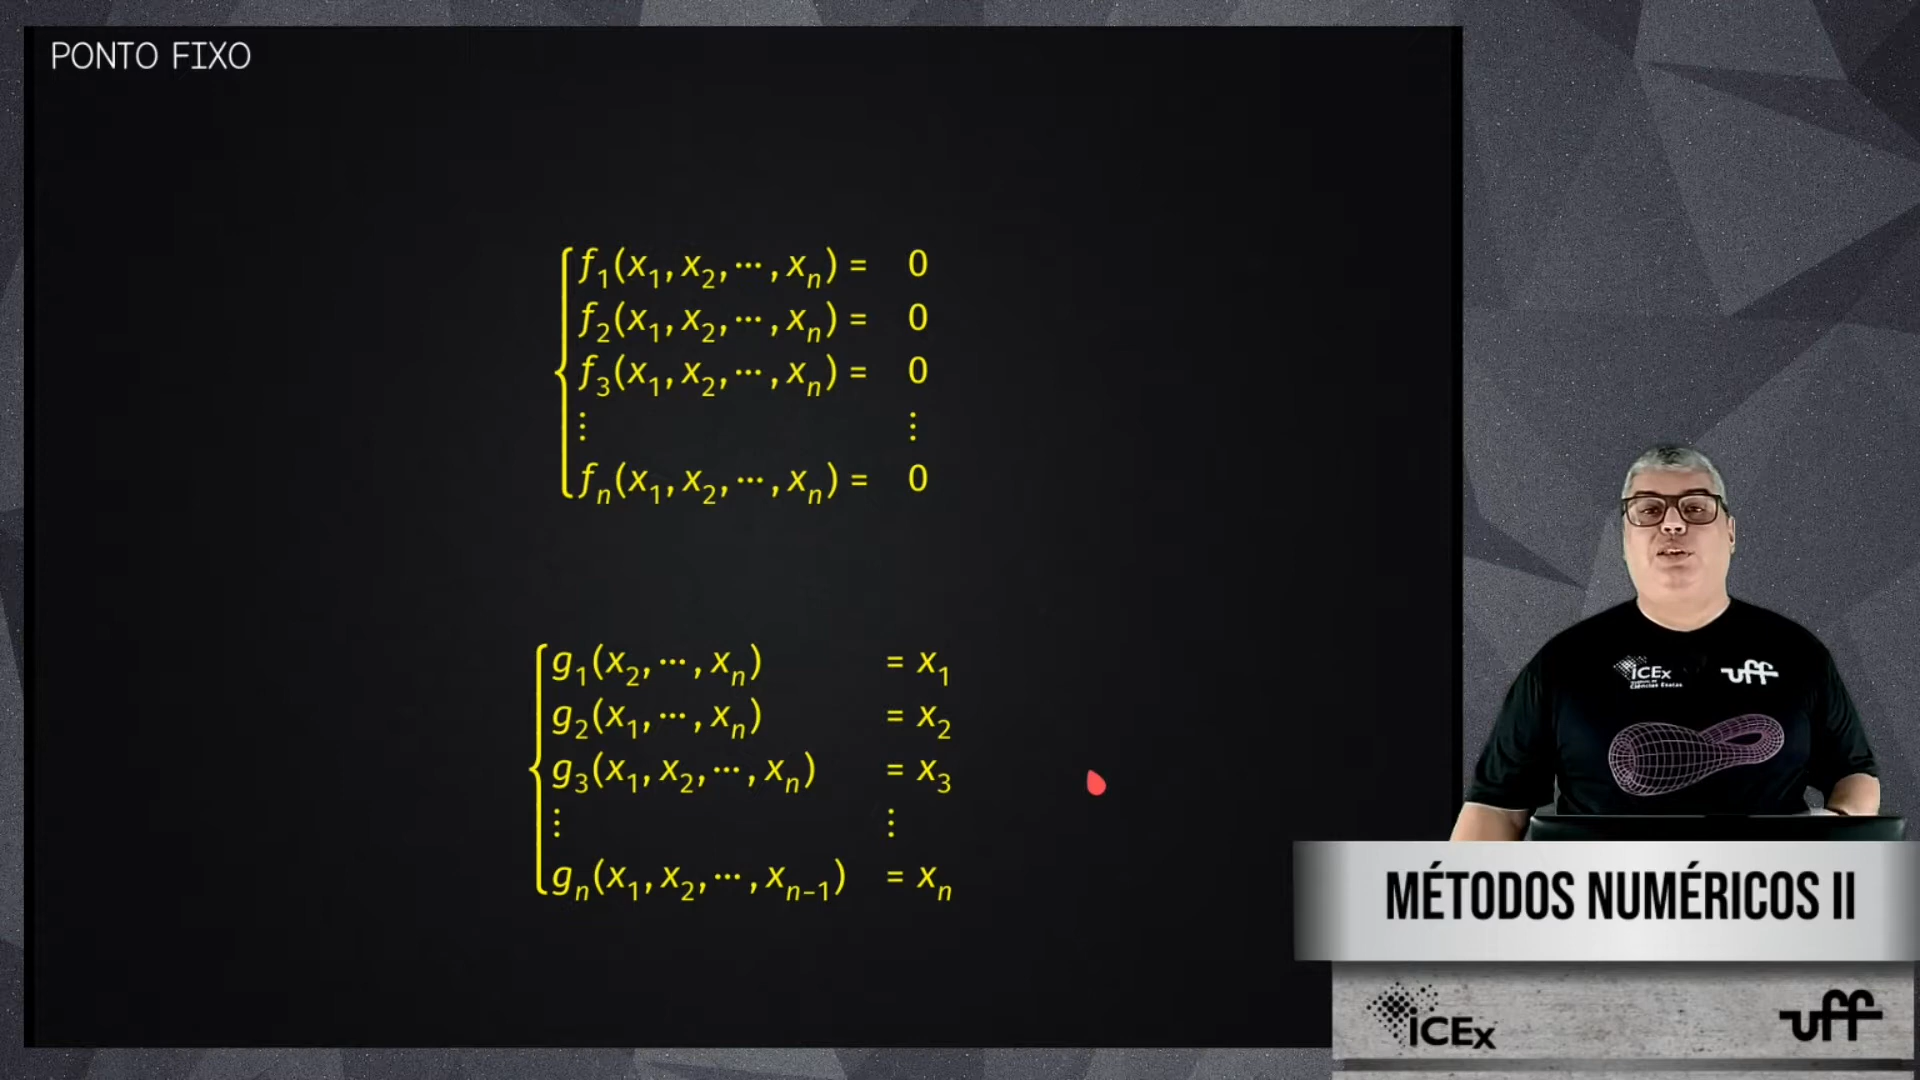 PONTO FIXO
f₁(x₁, x₂, ⋯ , xₙ) = 0
f₂(x₁, x₂, ⋯ , xₙ) = 0
f₃(x₁, x₂, ⋯ , xₙ) = 0
⋮ ⋮
fₙ(x₁, x₂, ⋯ , xₙ) = 0
g₁(x₂, ⋯ , xₙ) = x₁
g₂(x₁, ⋯ , xₙ) = x₂
g₃(x₁, x₂, ⋯ , xₙ) = x₃
⋮ ⋮
gₙ(x₁, x₂, ⋯ , xₙ₋₁) = xₙ
ICEx
Ciências Exatas
uff
MÉTODOS NUMÉRICOS II
ICEx
uff